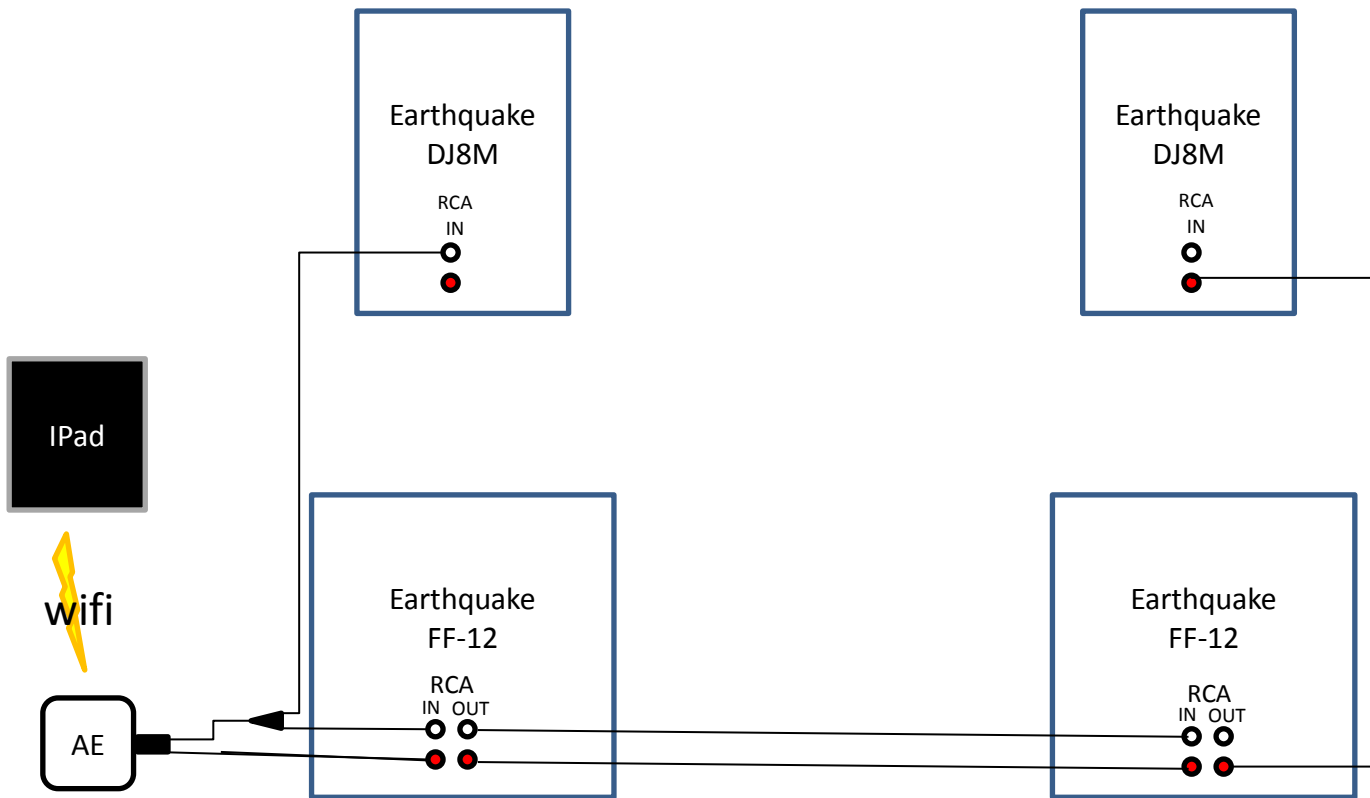 Earthquake
DJ8M
RCA
IN
Earthquake
DJ8M
RCA
IN
IPad
wifi
AE
Earthquake
FF-12
RCA
IN OUT
Earthquake
FF-12
RCA
IN OUT